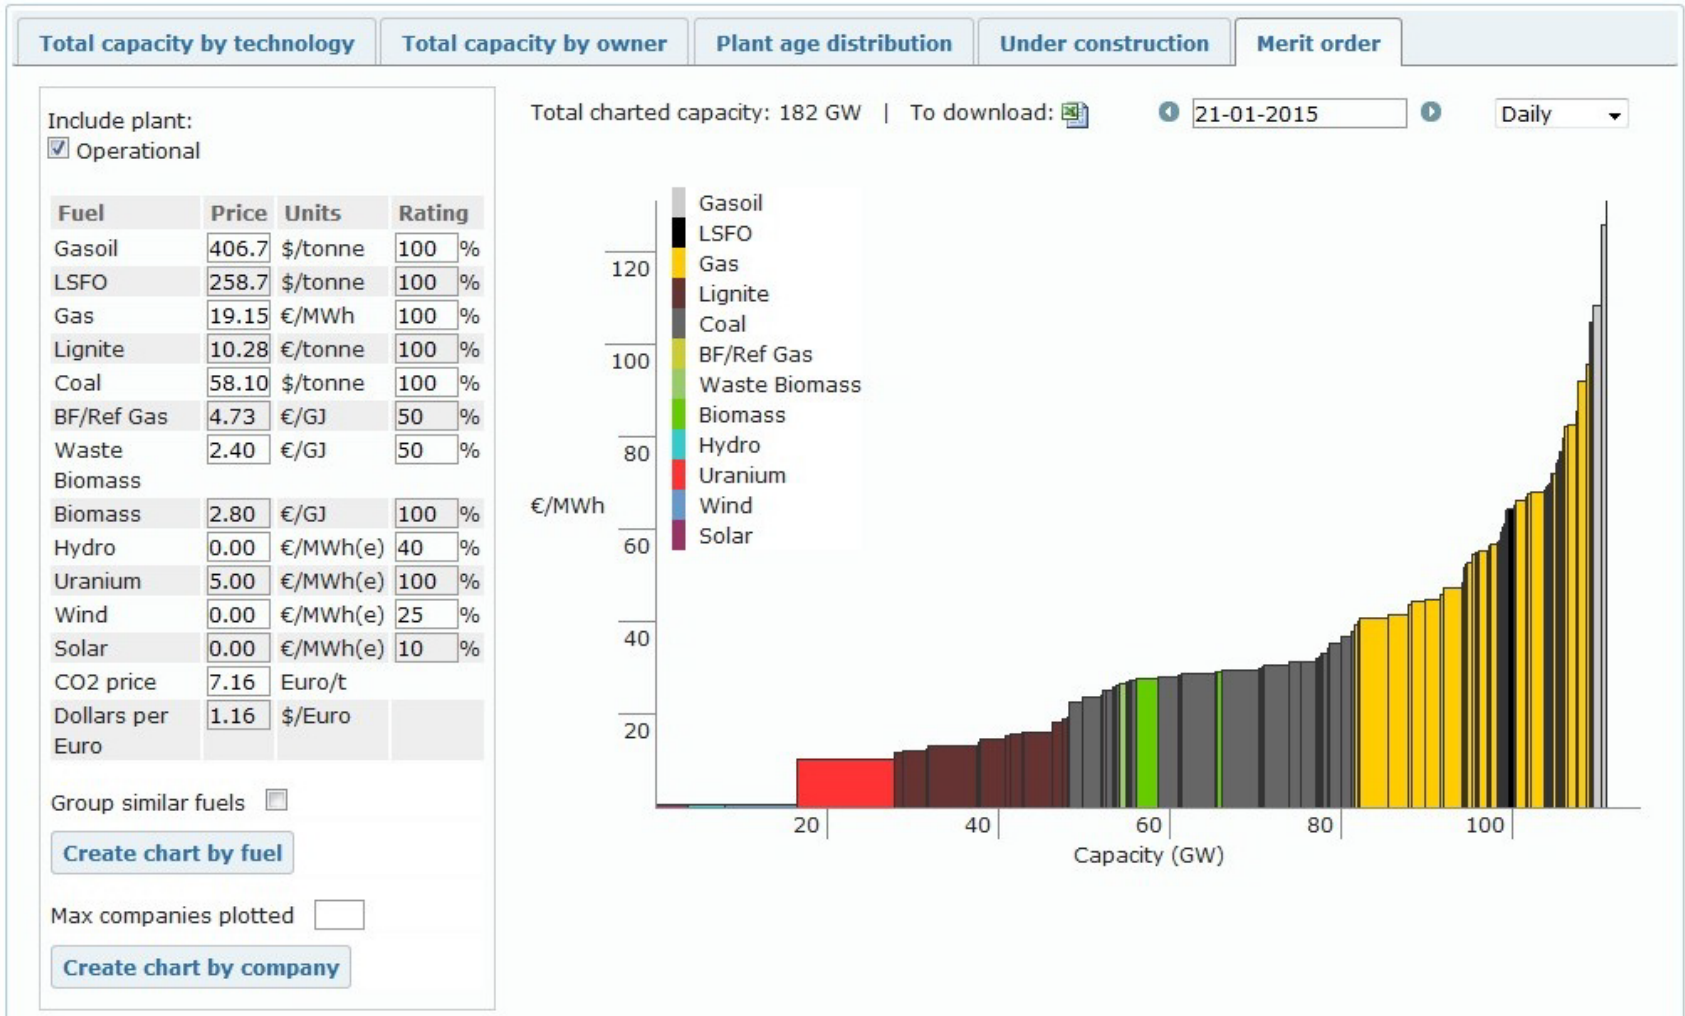 Total capacity by technology
Total capacity by owner
Plant age distribution
Under construction
Merit order
Include plant:
Operational
Fuel Price Units Rating
Gasoil 406.7 $/tonne 100 %
LSFO 258.7 $/tonne 100 %
Gas 19.15 €/MWh 100 %
Lignite 10.28 €/tonne 100 %
Coal 58.10 $/tonne 100 %
BF/Ref Gas 4.73 €/GJ 50 %
Waste 2.40 €/GJ 50 %
Biomass
Biomass 2.80 €/GJ 100 %
Hydro 0.00 €/MWh(e) 40 %
Uranium 5.00 €/MWh(e) 100 %
Wind 0.00 €/MWh(e) 25 %
Solar 0.00 €/MWh(e) 10 %
CO2 price 7.16 Euro/t
Dollars per 1.16 $/Euro
Euro
Group similar fuels
Create chart by fuel
Max companies plotted
Create chart by company
Total charted capacity: 182 GW | To download:
21-01-2015
Daily
Gasoil
LSFO
Gas
Lignite
Coal
BF/Ref Gas
Waste Biomass
Biomass
Hydro
Uranium
Wind
Solar
€/MWh
120
100
80
60
40
20
20 40 60 80 100
Capacity (GW)